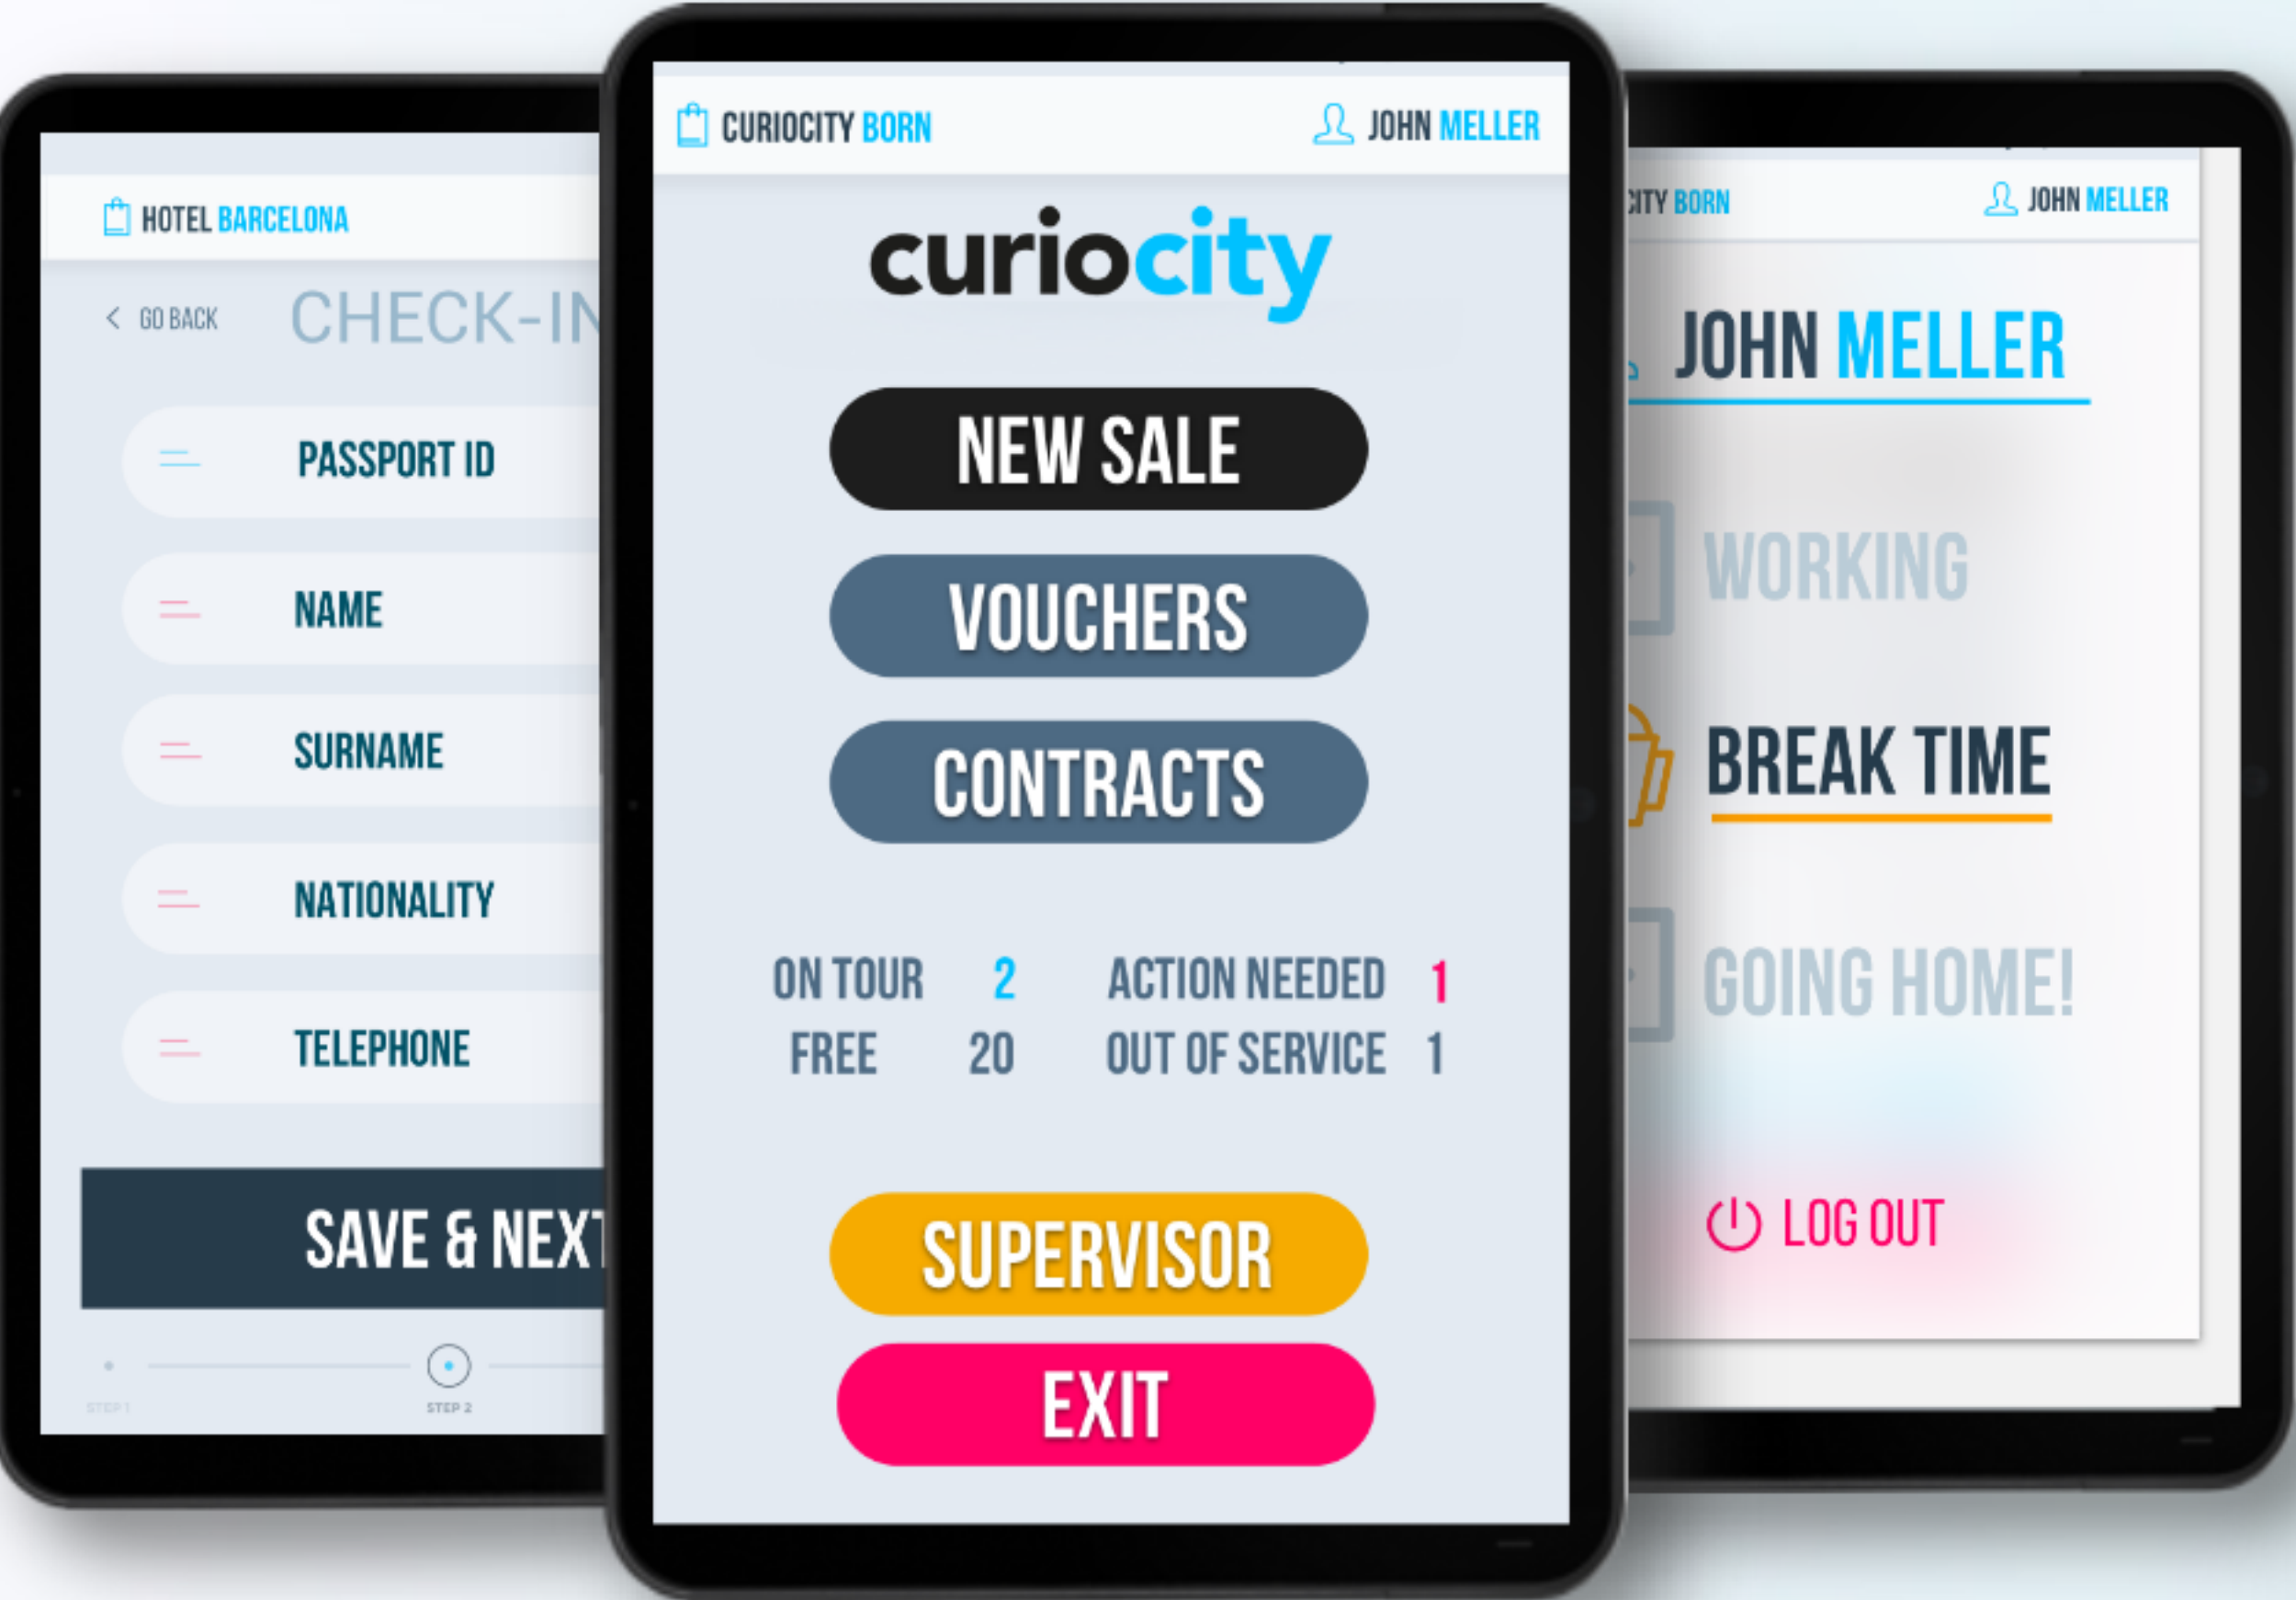 HOTEL BARCELONA
GO BACK
CHECK-IN
PASSPORT ID
NAME
SURNAME
NATIONALITY
TELEPHONE
SAVE & NEXT
STEP 1
STEP 2
CURIOCITY BORN
JOHN MELLER
curiocity
NEW SALE
VOUCHERS
CONTRACTS
ON TOUR 2 ACTION NEEDED 1
FREE 20 OUT OF SERVICE 1
SUPERVISOR
EXIT
CITY BORN
JOHN MELLER
JOHN MELLER
WORKING
BREAK TIME
GOING HOME!
LOG OUT